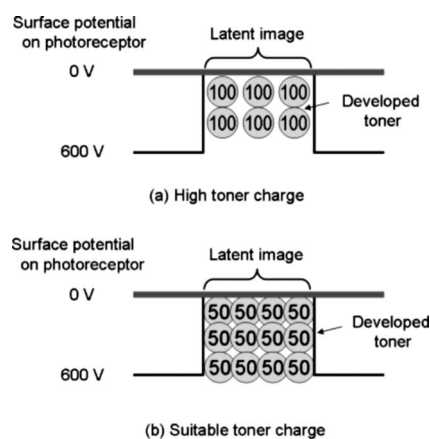 Surface potential
on photoreceptor
Latent image
0 V
100 100 100
100 100 100
Developed
toner
600 V
(a) High toner charge
Surface potential
on photoreceptor
Latent image
0 V
50 50 50 50
50 50 50 50
50 50 50 50
Developed
toner
600 V
(b) Suitable toner charge